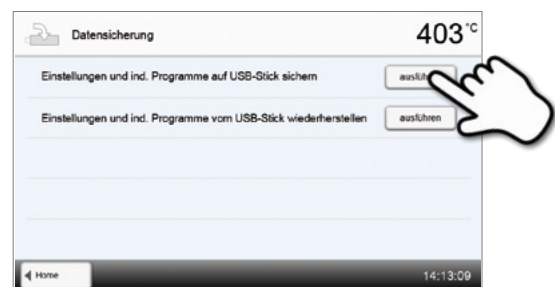 Datensicherung
403 °C
Einstellungen und ind. Programme auf USB-Stick sichern
Einstellungen und ind. Programme vom USB-Stick wiederherstellen ausführen
Home
14:13:09